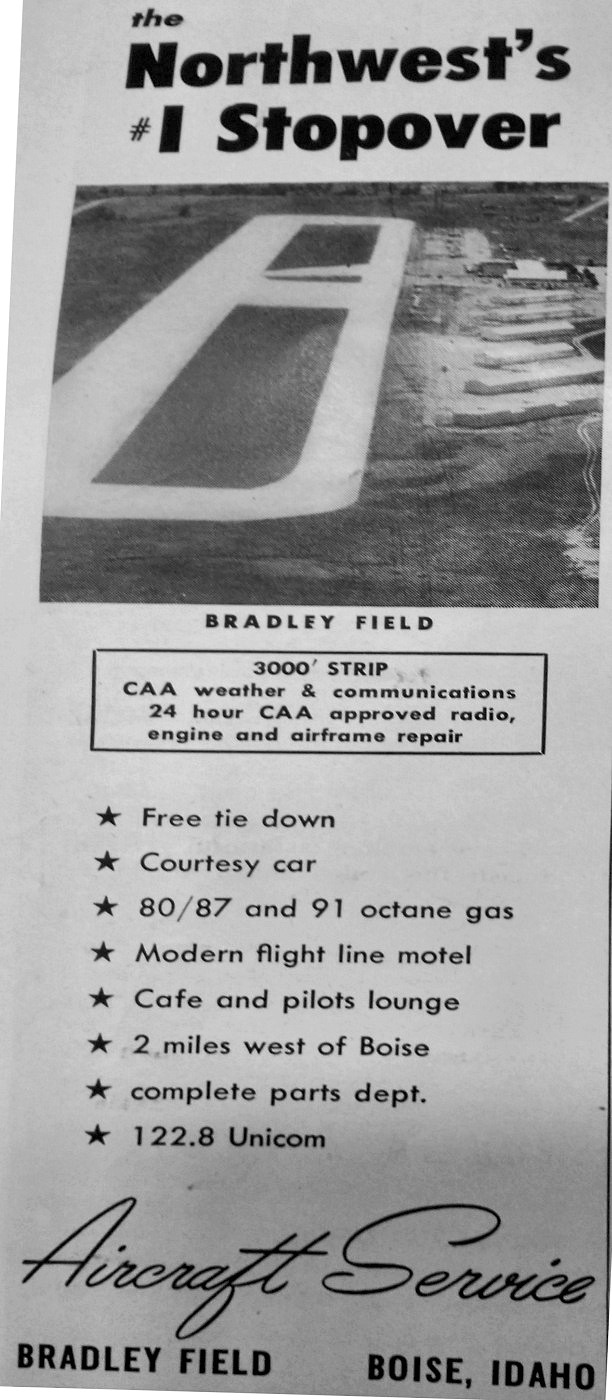 the
Northwest's
#1 Stopover
BRADLEY FIELD
3000' STRIP
CAA weather & communications
24 hour CAA approved radio,
engine and airframe repair
★ Free tie down
★ Courtesy car
★ 80/87 and 91 octane gas
★ Modern flight line motel
★ Cafe and pilots lounge
★ 2 miles west of Boise
★ complete parts dept.
★ 122.8 Unicom
Aircraft Service
BRADLEY FIELD BOISE, IDAHO